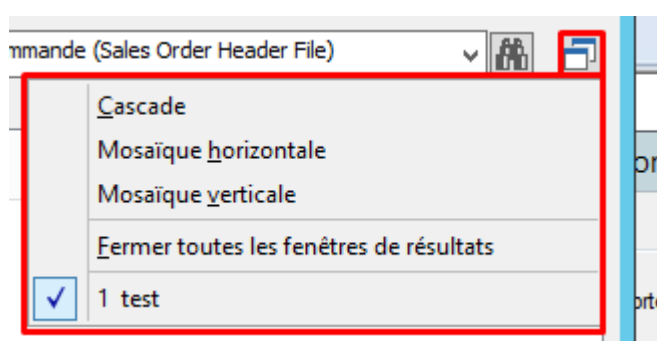 mmande (Sales Order Header File)
Cascade
Mosaïque horizontale
Mosaïque verticale
Fermer toutes les fenêtres de résultats
1 test